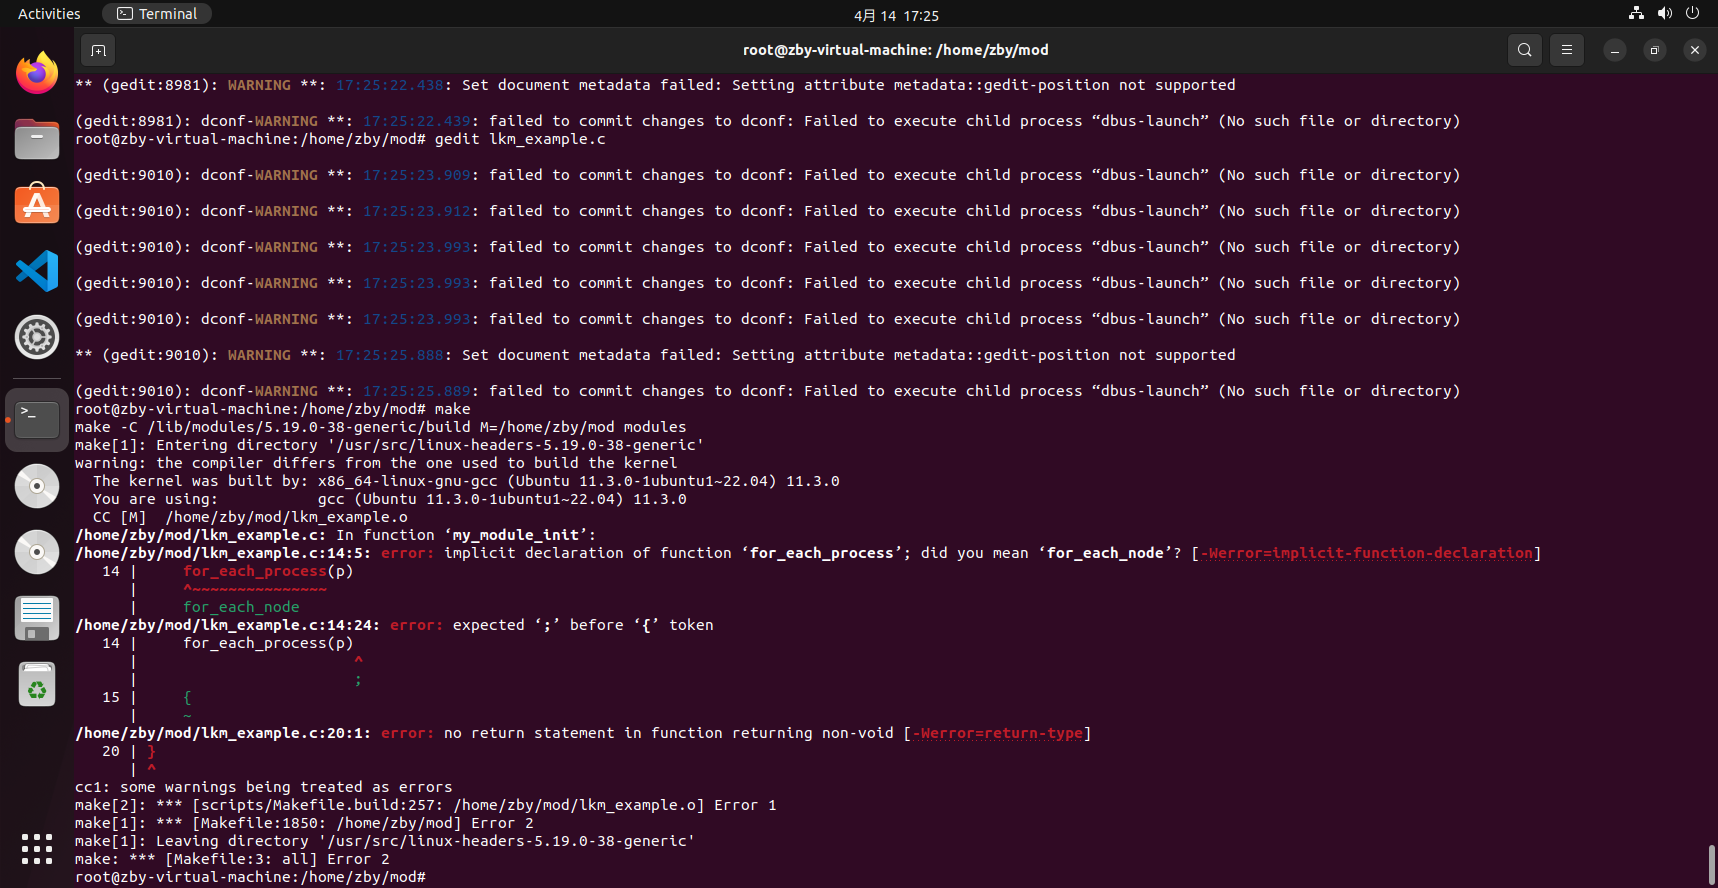 Activities
Terminal
4月 14 17:25
root@zby-virtual-machine: /home/zby/mod
** (gedit:8981): WARNING **: 17:25:22.438: Set document metadata failed: Setting attribute metadata::gedit-position not supported
(gedit:8981): dconf-WARNING **: 17:25:22.439: failed to commit changes to dconf: Failed to execute child process “dbus-launch” (No such file or directory)
root@zby-virtual-machine:/home/zby/mod# gedit lkm_example.c
(gedit:9010): dconf-WARNING **: 17:25:23.909: failed to commit changes to dconf: Failed to execute child process “dbus-launch” (No such file or directory)
(gedit:9010): dconf-WARNING **: 17:25:23.912: failed to commit changes to dconf: Failed to execute child process “dbus-launch” (No such file or directory)
(gedit:9010): dconf-WARNING **: 17:25:23.993: failed to commit changes to dconf: Failed to execute child process “dbus-launch” (No such file or directory)
(gedit:9010): dconf-WARNING **: 17:25:23.993: failed to commit changes to dconf: Failed to execute child process “dbus-launch” (No such file or directory)
(gedit:9010): dconf-WARNING **: 17:25:23.993: failed to commit changes to dconf: Failed to execute child process “dbus-launch” (No such file or directory)
** (gedit:9010): WARNING **: 17:25:25.888: Set document metadata failed: Setting attribute metadata::gedit-position not supported
(gedit:9010): dconf-WARNING **: 17:25:25.889: failed to commit changes to dconf: Failed to execute child process “dbus-launch” (No such file or directory)
root@zby-virtual-machine:/home/zby/mod# make
make -C /lib/modules/5.19.0-38-generic/build M=/home/zby/mod modules
make[1]: Entering directory '/usr/src/linux-headers-5.19.0-38-generic'
warning: the compiler differs from the one used to build the kernel
  The kernel was built by: x86_64-linux-gnu-gcc (Ubuntu 11.3.0-1ubuntu1~22.04) 11.3.0
  You are using:           gcc (Ubuntu 11.3.0-1ubuntu1~22.04) 11.3.0
  CC [M]  /home/zby/mod/lkm_example.o
/home/zby/mod/lkm_example.c: In function ‘my_module_init’:
/home/zby/mod/lkm_example.c:14:5: error: implicit declaration of function ‘for_each_process’; did you mean ‘for_each_node’? [-Werror=implicit-function-declaration]
   14 |     for_each_process(p)
      |     ^~~~~~~~~~~~~~~~
      |     for_each_node
/home/zby/mod/lkm_example.c:14:24: error: expected ‘;’ before ‘{’ token
   14 |     for_each_process(p)
      |                        ^
      |                        ;
   15 |     {
      |     ~
/home/zby/mod/lkm_example.c:20:1: error: no return statement in function returning non-void [-Werror=return-type]
   20 | }
      | ^
cc1: some warnings being treated as errors
make[2]: *** [scripts/Makefile.build:257: /home/zby/mod/lkm_example.o] Error 1
make[1]: *** [Makefile:1850: /home/zby/mod] Error 2
make[1]: Leaving directory '/usr/src/linux-headers-5.19.0-38-generic'
make: *** [Makefile:3: all] Error 2
root@zby-virtual-machine:/home/zby/mod#